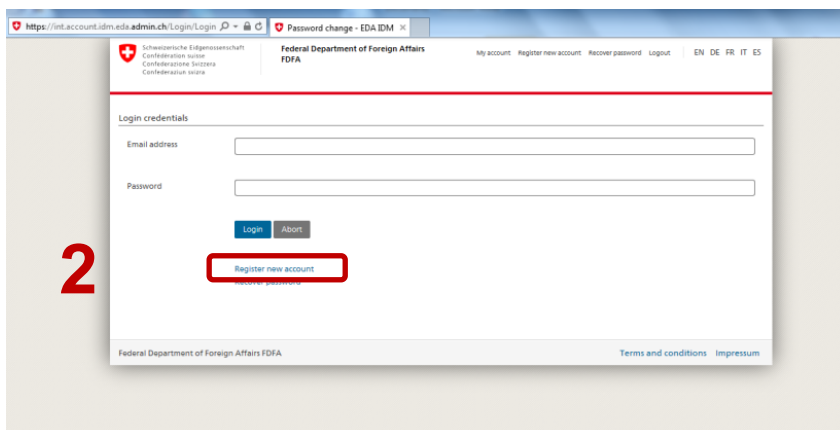 https://int.account.idm.eda.admin.ch/Login/Login
Password change - EDA IDM
Schweizerische Eidgenossenschaft
Confédération suisse
Confederazione Svizzera
Confederaziun svizra
Federal Department of Foreign Affairs
FDFA
My account Register new account Recover password Logout EN DE FR IT ES
Login credentials
Email address
Password
Login Abort
2
Register new account
Recover password
Federal Department of Foreign Affairs FDFA Terms and conditions Impressum